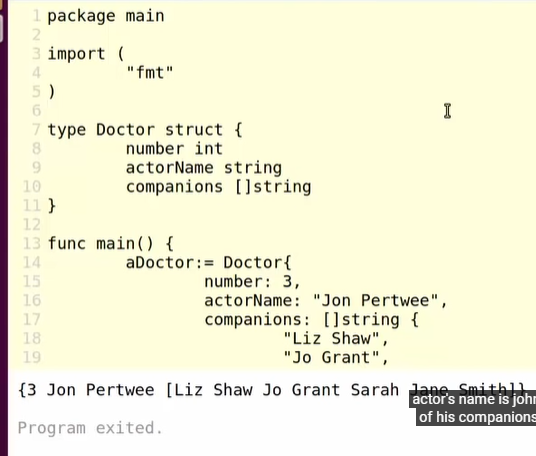 1 package main
2
3 import (
4 "fmt"
5 )
6
7 type Doctor struct {
8 number int
9 actorName string
10 companions []string
11 }
12
13 func main() {
14 aDoctor:= Doctor{
15 number: 3,
16 actorName: "Jon Pertwee",
17 companions: []string {
18 "Liz Shaw",
19 "Jo Grant",
{3 Jon Pertwee [Liz Shaw Jo Grant Sarah Jane Smith]}
actor's name is john
of his companions
Program exited.